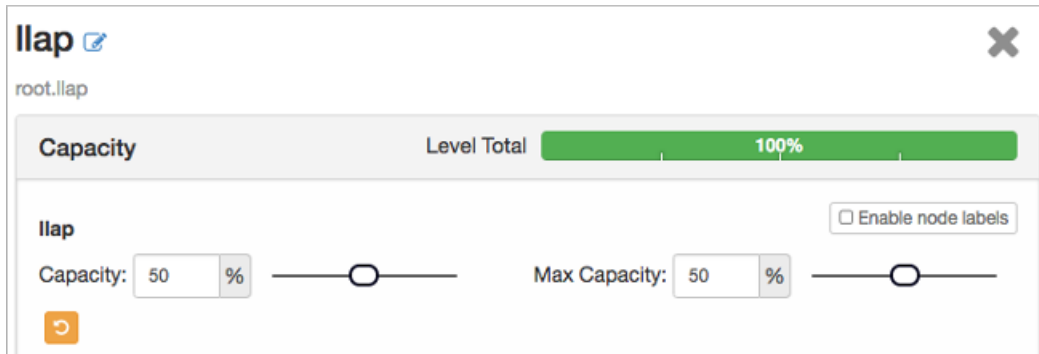 llap
root.llap
Capacity Level Total 100%
llap Enable node labels
Capacity: 50 % Max Capacity: 50 %